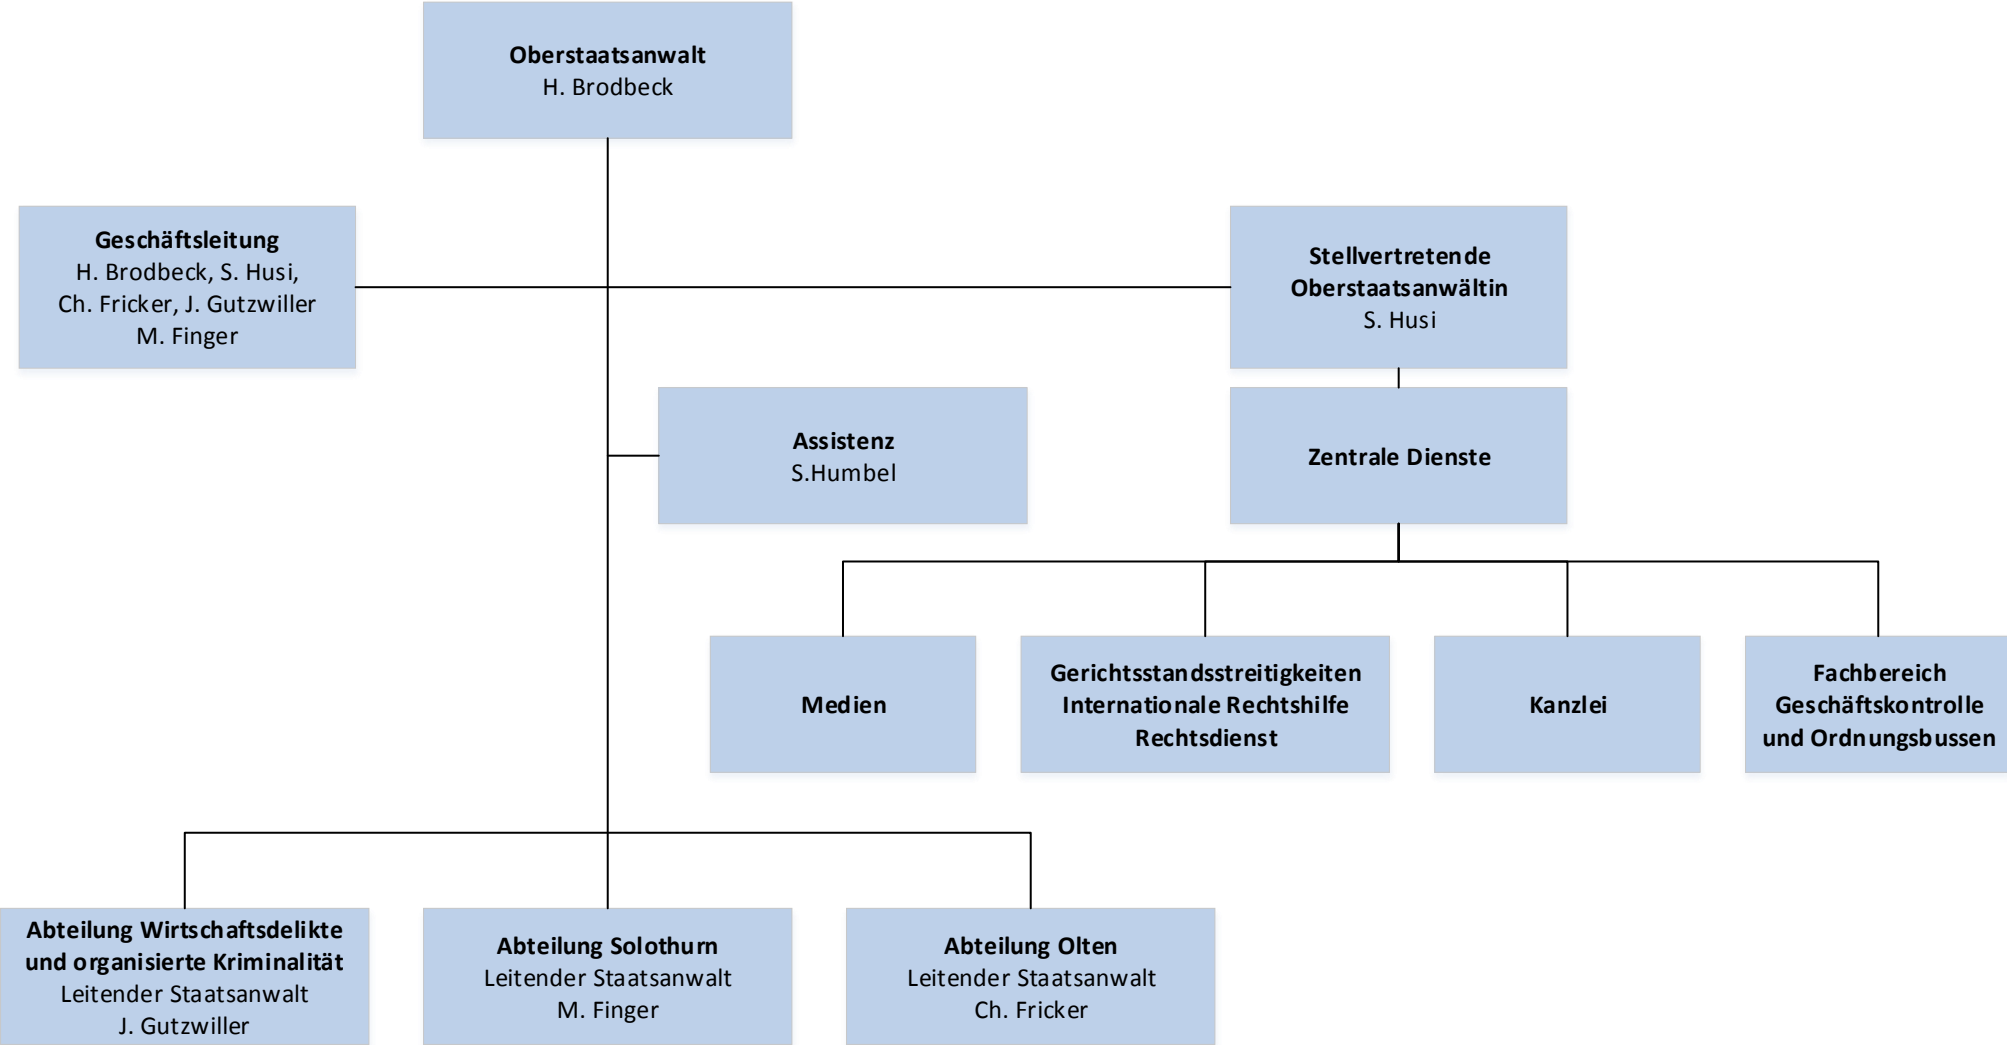 Oberstaatsanwalt
H. Brodbeck
Geschäftsleitung
H. Brodbeck, S. Husi,
Ch. Fricker, J. Gutzwiller
M. Finger
Stellvertretende
Oberstaatsanwältin
S. Husi
Assistenz
S.Humbel
Zentrale Dienste
Medien
Gerichtsstandsstreitigkeiten
Internationale Rechtshilfe
Rechtsdienst
Kanzlei
Fachbereich
Geschäftskontrolle
und Ordnungsbussen
Abteilung Wirtschaftsdelikte
und organisierte Kriminalität
Leitender Staatsanwalt
J. Gutzwiller
Abteilung Solothurn
Leitender Staatsanwalt
M. Finger
Abteilung Olten
Leitender Staatsanwalt
Ch. Fricker